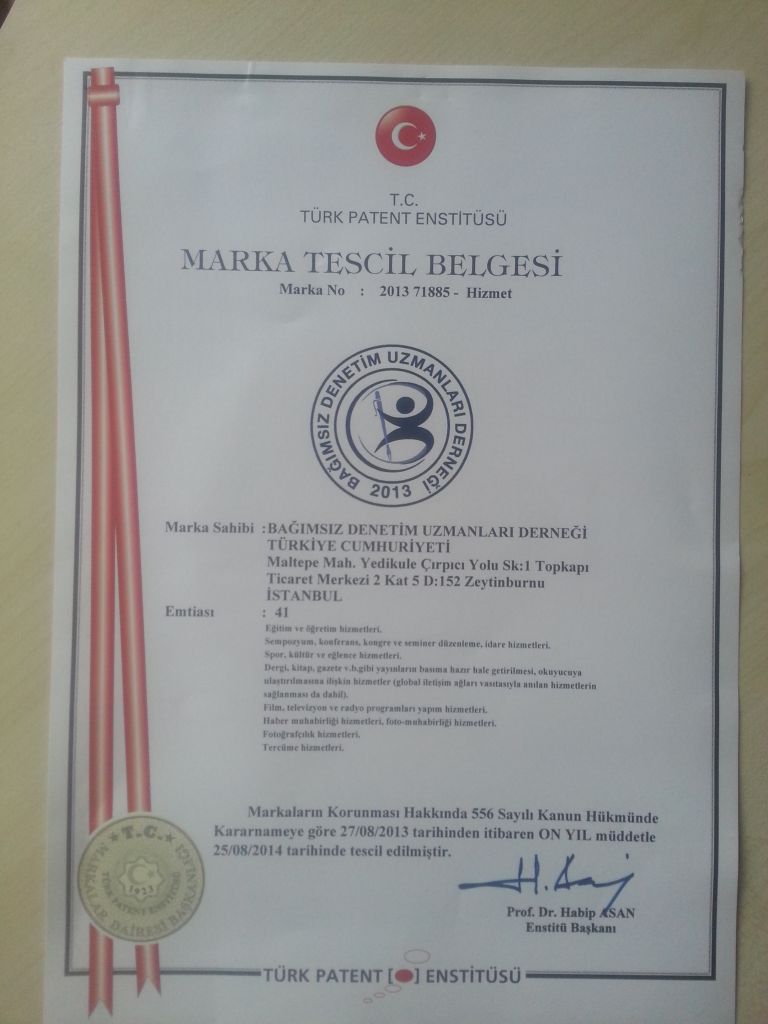 T.C.
TÜRK PATENT ENSTİTÜSÜ
MARKA TESCİL BELGESİ
Marka No : 2013 71885 - Hizmet
BAĞIMSIZ DENETİM UZMANLARI DERNEĞİ
2013
Marka Sahibi :BAĞIMSIZ DENETİM UZMANLARI DERNEĞİ
TÜRKİYE CUMHURİYETİ
Maltepe Mah. Yedikule Çırpıcı Yolu Sk:1 Topkapı
Ticaret Merkezi 2 Kat 5 D:152 Zeytinburnu
İSTANBUL
Emtiası : 41
Eğitim ve öğretim hizmetleri.
Sempozyum, konferans, kongre ve seminer düzenleme, idare hizmetleri.
Spor, kültür ve eğlence hizmetleri.
Dergi, kitap, gazete v.b.gibi yayınların basıma hazır hale getirilmesi, okuyucuya
ulaştırılmasına ilişkin hizmetler (global iletişim ağları vasıtasıyla anılan hizmetlerin
sağlanması da dahil).
Film, televizyon ve radyo programları yapım hizmetleri.
Haber muhabirliği hizmetleri, foto-muhabirliği hizmetleri.
Fotoğrafçılık hizmetleri.
Tercüme hizmetleri.
Markaların Korunması Hakkında 556 Sayılı Kanun Hükmünde
Kararnameye göre 27/08/2013 tarihinden itibaren ON YIL müddetle
25/08/2014 tarihinde tescil edilmiştir.
T.C.
MARKALAR DAİRESİ BAŞKANLIĞI
TÜRK PATENT ENSTİTÜSÜ
1923
Prof. Dr. Habip ASAN
Enstitü Başkanı
TÜRK PATENT [ ] ENSTİTÜSÜ